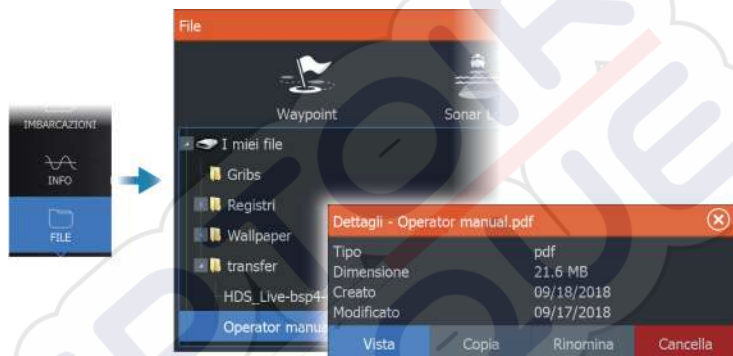 IMBARCAZIONI
INFO
FILE
File
Waypoint
Sonar
I miei file
Gribs
Registri
Wallpaper
transfer
HDS_Live-bsp4-
Operator
Dettagli - Operator manual.pdf
Tipo pdf
Dimensione 21.6 MB
Creato 09/18/2018
Modificato 09/17/2018
Vista Copia Rinomina Cancella